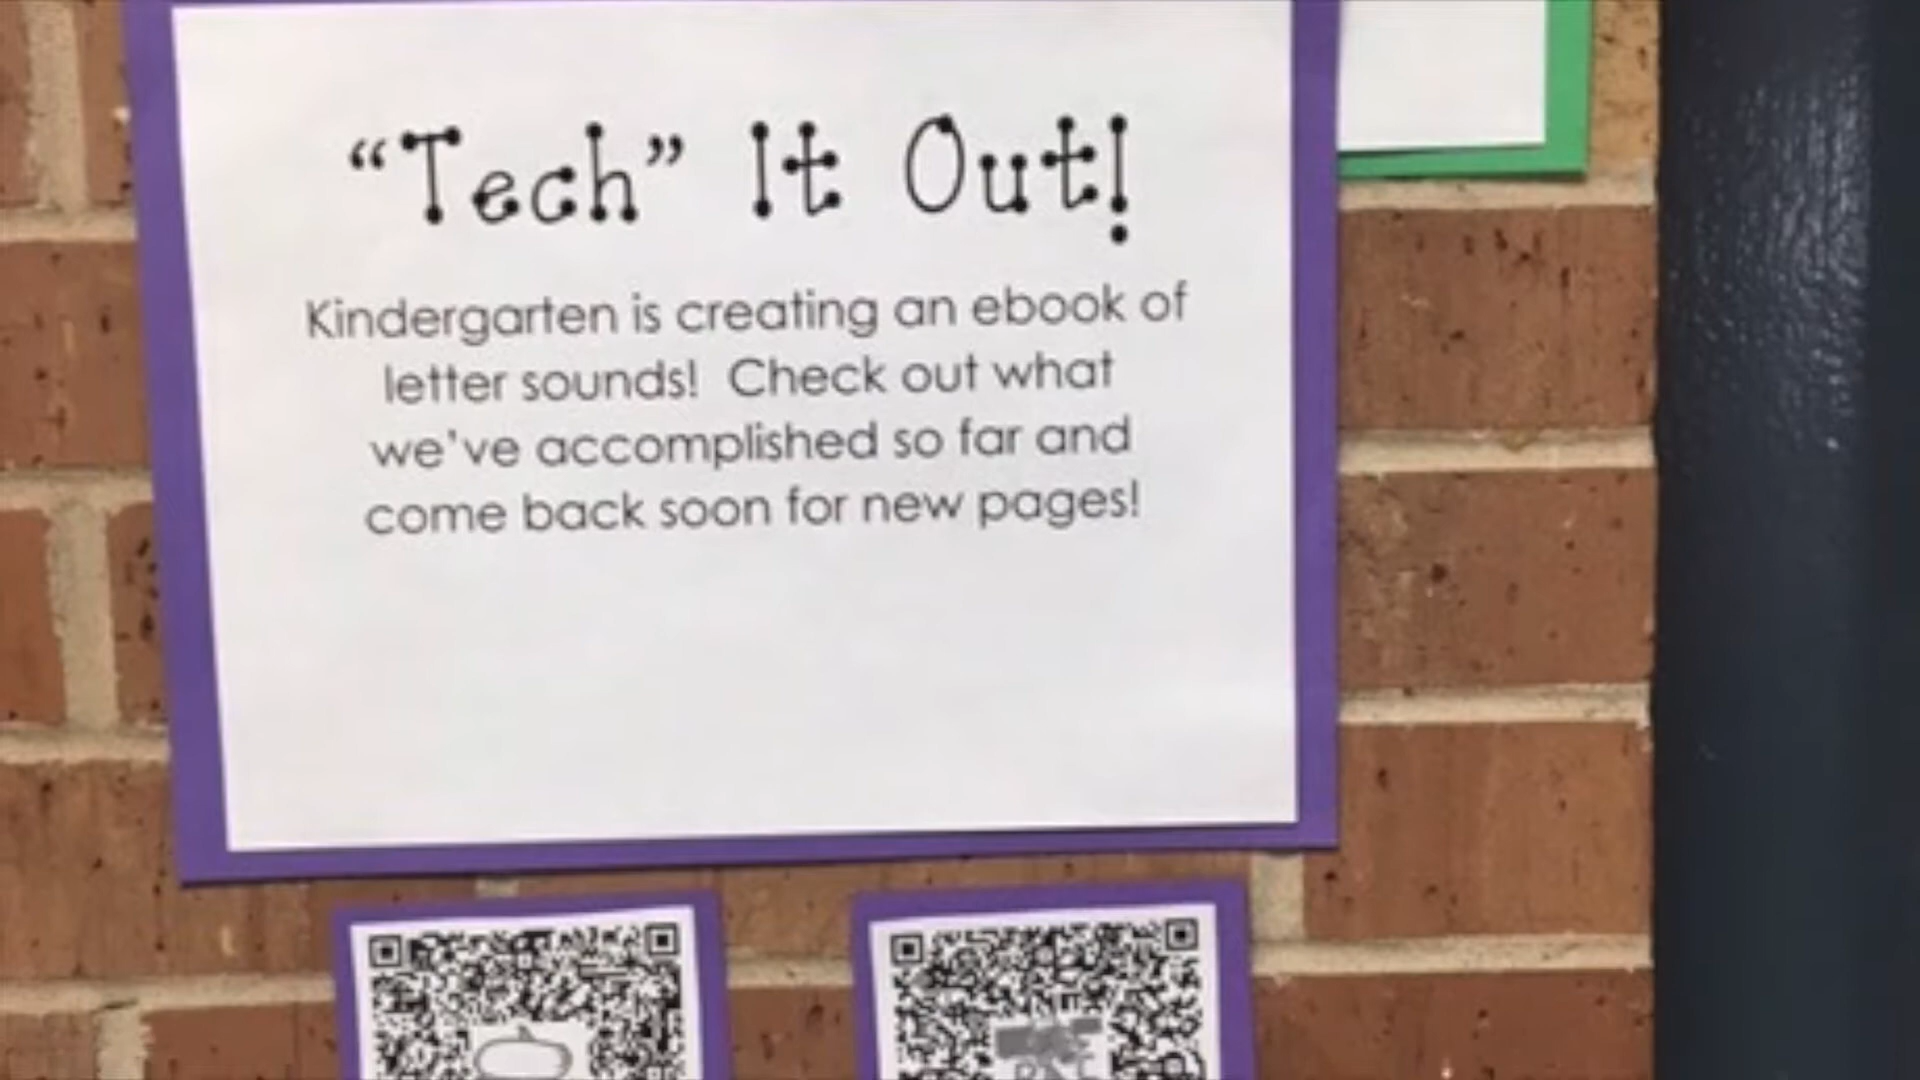 “Tech” It Out!
Kindergarten is creating an ebook of
letter sounds!  Check out what
we've accomplished so far and
come back soon for new pages!